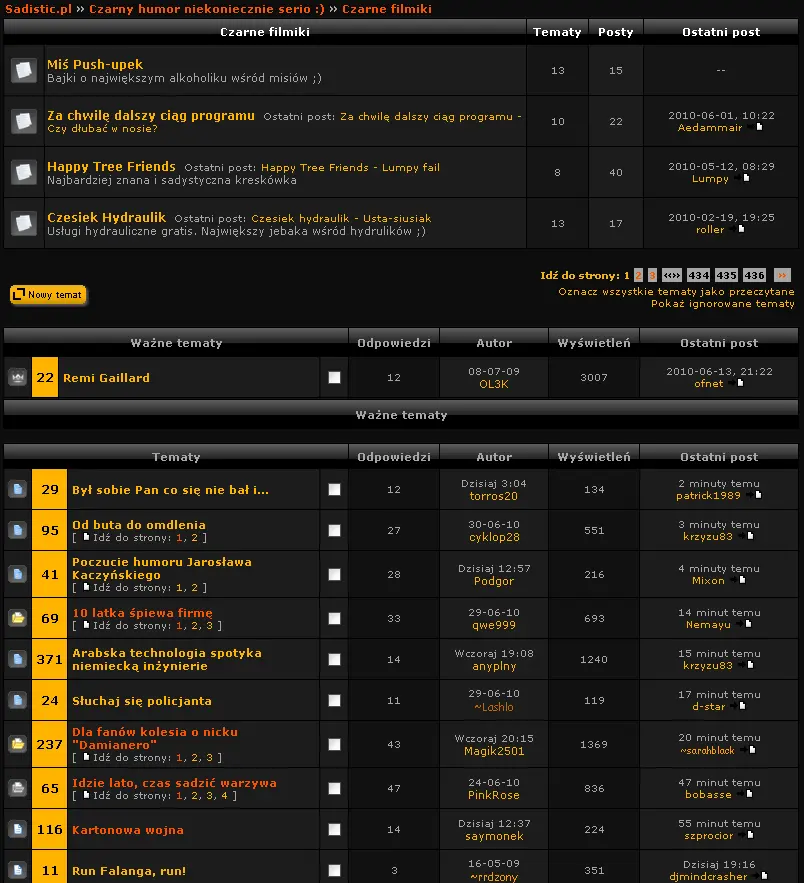 Sadistic.pl » Czarny humor niekoniecznie serio :) » Czarne filmiki
Czarne filmiki Tematy Posty Ostatni post
Miś Push-upek
Bajki o największym alkoholiku wśród misiów ;)
13 15 --
Za chwilę dalszy ciąg programu Ostatni post: Za chwilę dalszy ciąg programu -
Czy dłubać w nosie?
10 22
2010-06-01, 10:22
Aedammair
Happy Tree Friends Ostatni post: Happy Tree Friends - Lumpy fail
Najbardziej znana i sadystyczna kreskówka
8 40
2010-05-12, 08:29
Lumpy
Czesiek Hydraulik Ostatni post: Czesiek hydraulik - Usta-siusiak
Usługi hydrauliczne gratis. Największy jebaka wśród hydrulików ;)
13 17
2010-02-19, 19:25
roller
Idź do strony: 1 2 3 «» 434 435 436 »
Nowy temat
Oznacz wszystkie tematy jako przeczytane
Pokaż ignorowane tematy
Ważne tematy Odpowiedzi Autor Wyświetleń Ostatni post
22 Remi Gaillard 12
08-07-09
OL3K
3007
2010-06-13, 21:22
ofnet
Ważne tematy
Tematy Odpowiedzi Autor Wyświetleń Ostatni post
29 Był sobie Pan co się nie bał i... 12
Dzisiaj 3:04
torros20
134
2 minuty temu
patrick1989
95 Od buta do omdlenia
[ Idź do strony: 1, 2 ]
27
30-06-10
cyklop28
551
3 minuty temu
krzyzu83
41 Poczucie humoru Jarosława
Kaczyńskiego
[ Idź do strony: 1, 2 ]
28
Dzisiaj 12:57
Podgor
216
4 minuty temu
Mixon
69 10 latka śpiewa firmę
[ Idź do strony: 1, 2, 3 ]
33
29-06-10
qwe999
693
14 minut temu
Nemayu
371 Arabska technologia spotyka
niemiecką inżynierie
14
Wczoraj 19:08
anyplny
1240
15 minut temu
krzyzu83
24 Słuchaj się policjanta 11
29-06-10
~Lashlo
119
17 minut temu
d-star
237 Dla fanów kolesia o nicku
"Damianero"
[ Idź do strony: 1, 2, 3 ]
43
Wczoraj 20:15
Magik2501
1369
20 minut temu
~sarahblack
65 Idzie lato, czas sadzić warzywa
[ Idź do strony: 1, 2, 3, 4 ]
47
24-06-10
PinkRose
836
47 minut temu
bobasse
116 Kartonowa wojna 14
Dzisiaj 12:37
saymonek
224
55 minut temu
szprocior
11 Run Falanga, run! 3
16-05-09
~rrdzony
351
Dzisiaj 19:16
djmindcrasher